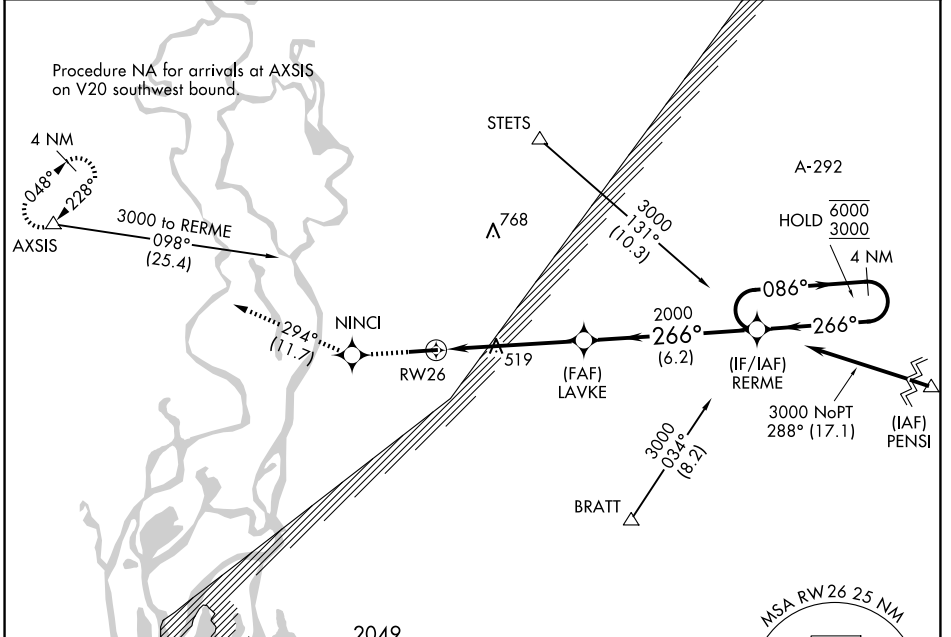 Procedure NA for arrivals at AXSIS
on V20 southwest bound.
4 NM
048°
228°
AXSIS
3000 to RERME
098°
(25.4)
STETS
768
3000
131°
(10.3)
A-292
HOLD
6000
3000
4 NM
086°
266°
294°
(11.7)
NINCI
RW26
519
2000
266°
(6.2)
(FAF)
LAVKE
(IF/IAF)
RERME
3000 NoPT
288° (17.1)
(IAF)
PENSI
3000
034°
(8.2)
BRATT
2049
MSA RW26 25 NM